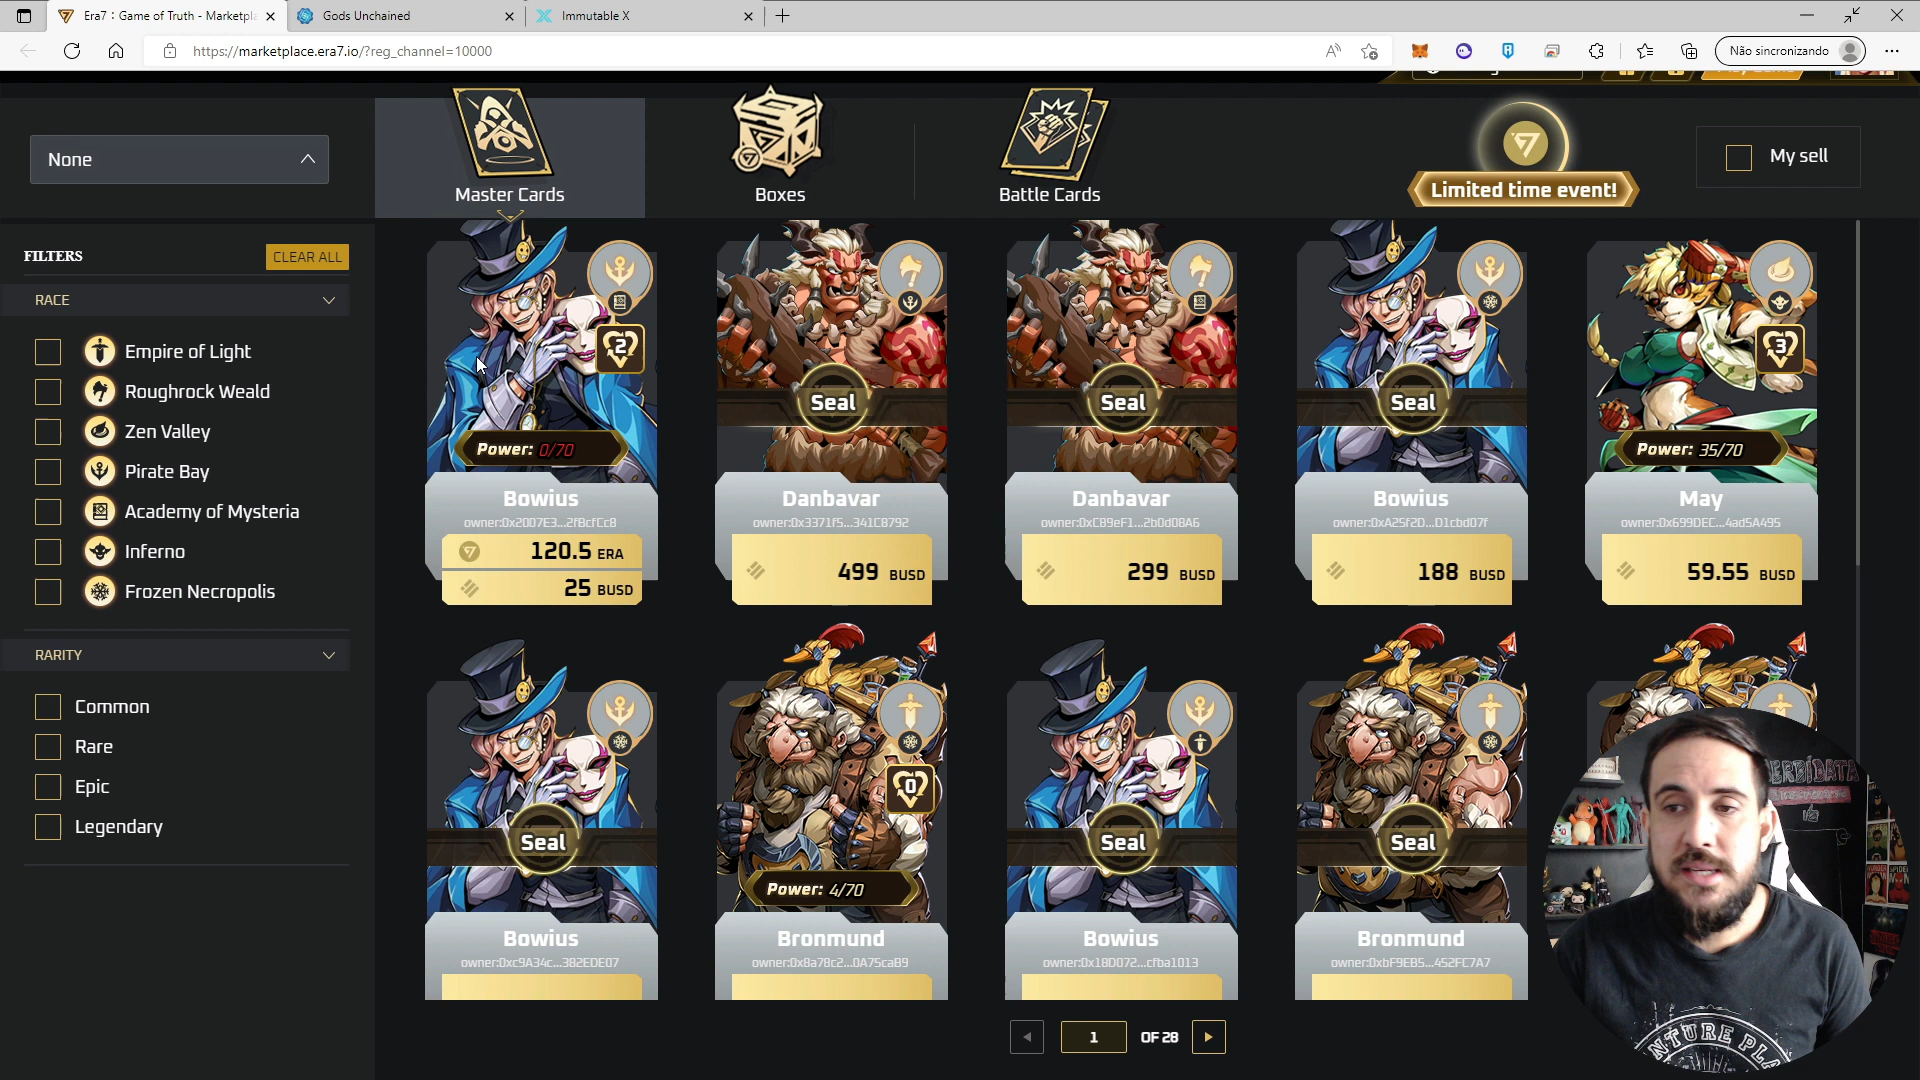 Era7 : Game of Truth - Marketpla
Gods Unchained
Immutable X
https://marketplace.era7.io/?reg_channel=10000
Não sincronizando
None
Master Cards
Boxes
Battle Cards
Limited time event!
My sell
FILTERS
CLEAR ALL
RACE
Empire of Light
Roughrock Weald
Zen Valley
Pirate Bay
Academy of Mysteria
Inferno
Frozen Necropolis
RARITY
Common
Rare
Epic
Legendary
2
Power: 0/70
Bowius
owner:0x2007E3...2fBcfCc8
120.5 ERA
25 BUSD
Seal
Danbavar
owner:0x3371f5...341C8792
499 BUSD
Seal
Danbavar
owner:0xC89eF1...2b0d08A6
299 BUSD
Seal
Bowius
owner:0xA25f2D...D1cbd07f
188 BUSD
3
Power: 35/70
May
owner:0x699DEC...4ad5A495
59.55 BUSD
Seal
Bowius
owner:0xc9A34c...382EDE07
0
Power: 4/70
Bronmund
owner:0x8a78c2...0A75caB9
Seal
Bowius
owner:0x18D072...cfba1013
Seal
Bronmund
owner:0xbF9EB5...452FC7A7
1 OF 28
NTURE PLA